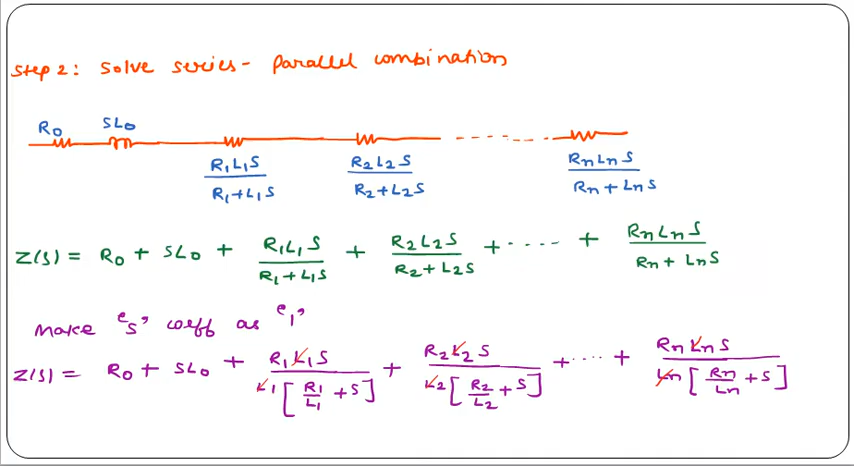 Step 2: Solve series - parallel combination
R0 SL0
R1L1S/(R1+L1S) R2L2S/(R2+L2S) RnLnS/(Rn+LnS)
Z(s) = R0 + SL0 + R1L1S/(R1+L1S) + R2L2S/(R2+L2S) + ..... + RnLnS/(Rn+LnS)
Make 'S' coeff as '1'
Z(s) = R0 + SL0 + R1L1S/(L1[R1/L1 + S]) + R2L2S/(L2[R2/L2 + S]) + .... + RnLnS/(Ln[Rn/Ln + S])